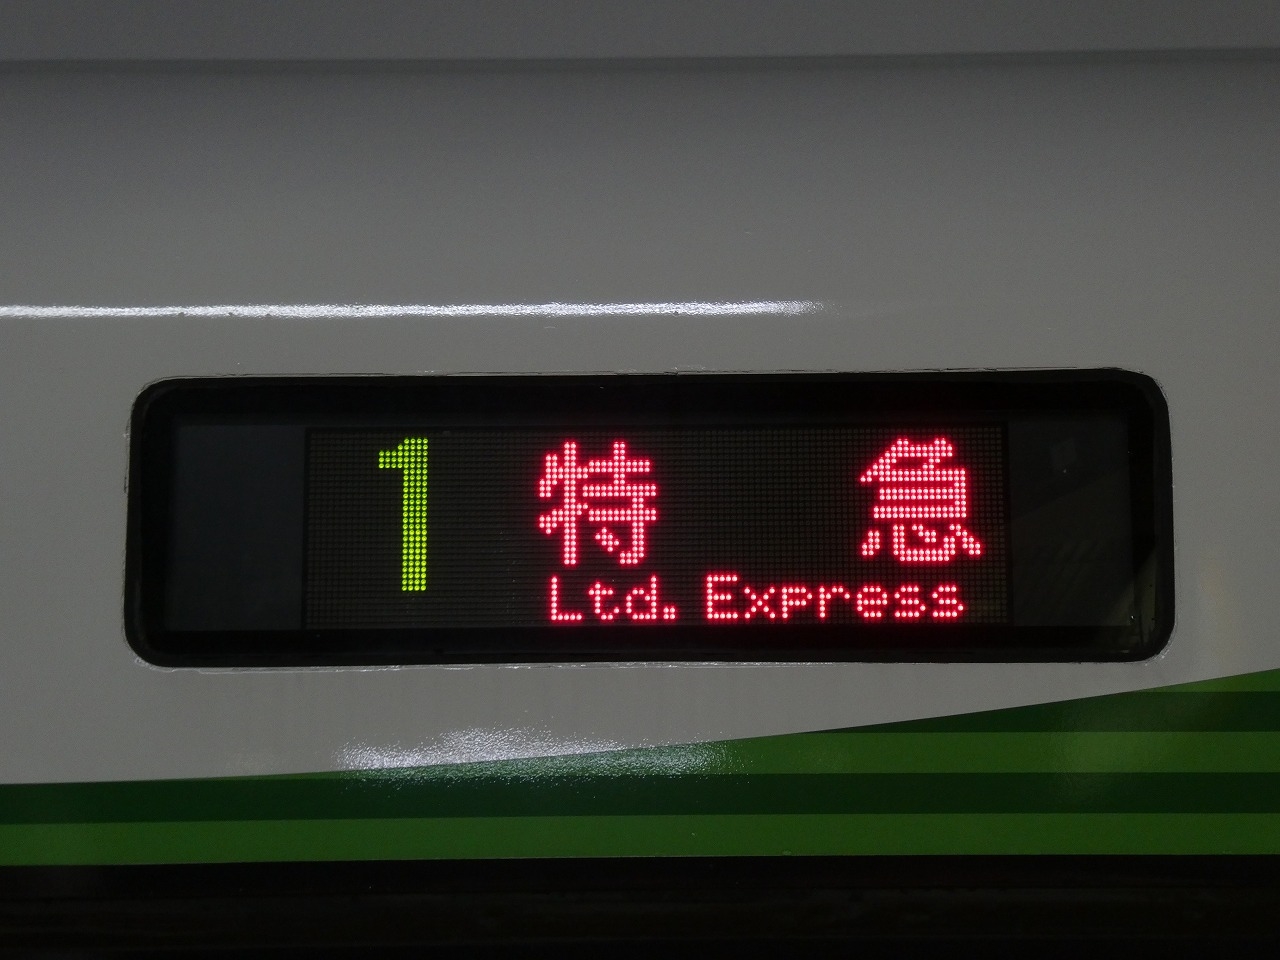 1 特急
Ltd. Express